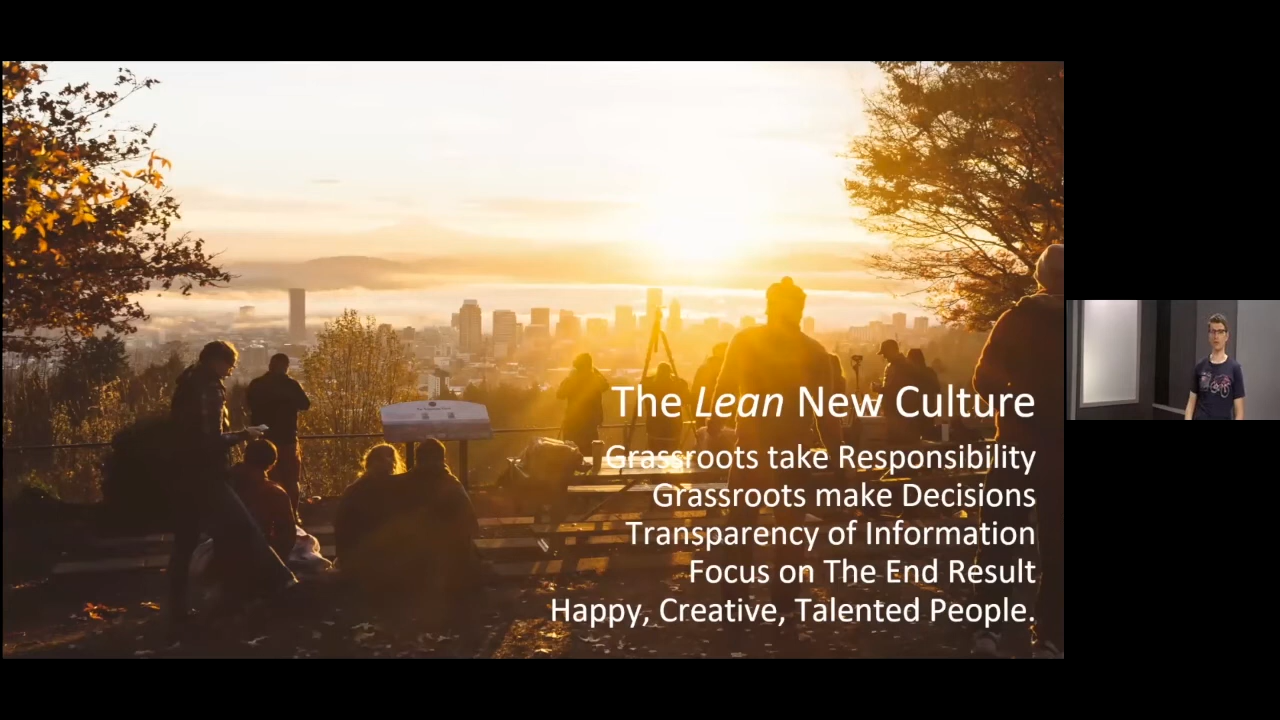 The Lean New Culture
Grassroots take Responsibility
Grassroots make Decisions
Transparency of Information
Focus on The End Result
Happy, Creative, Talented People.